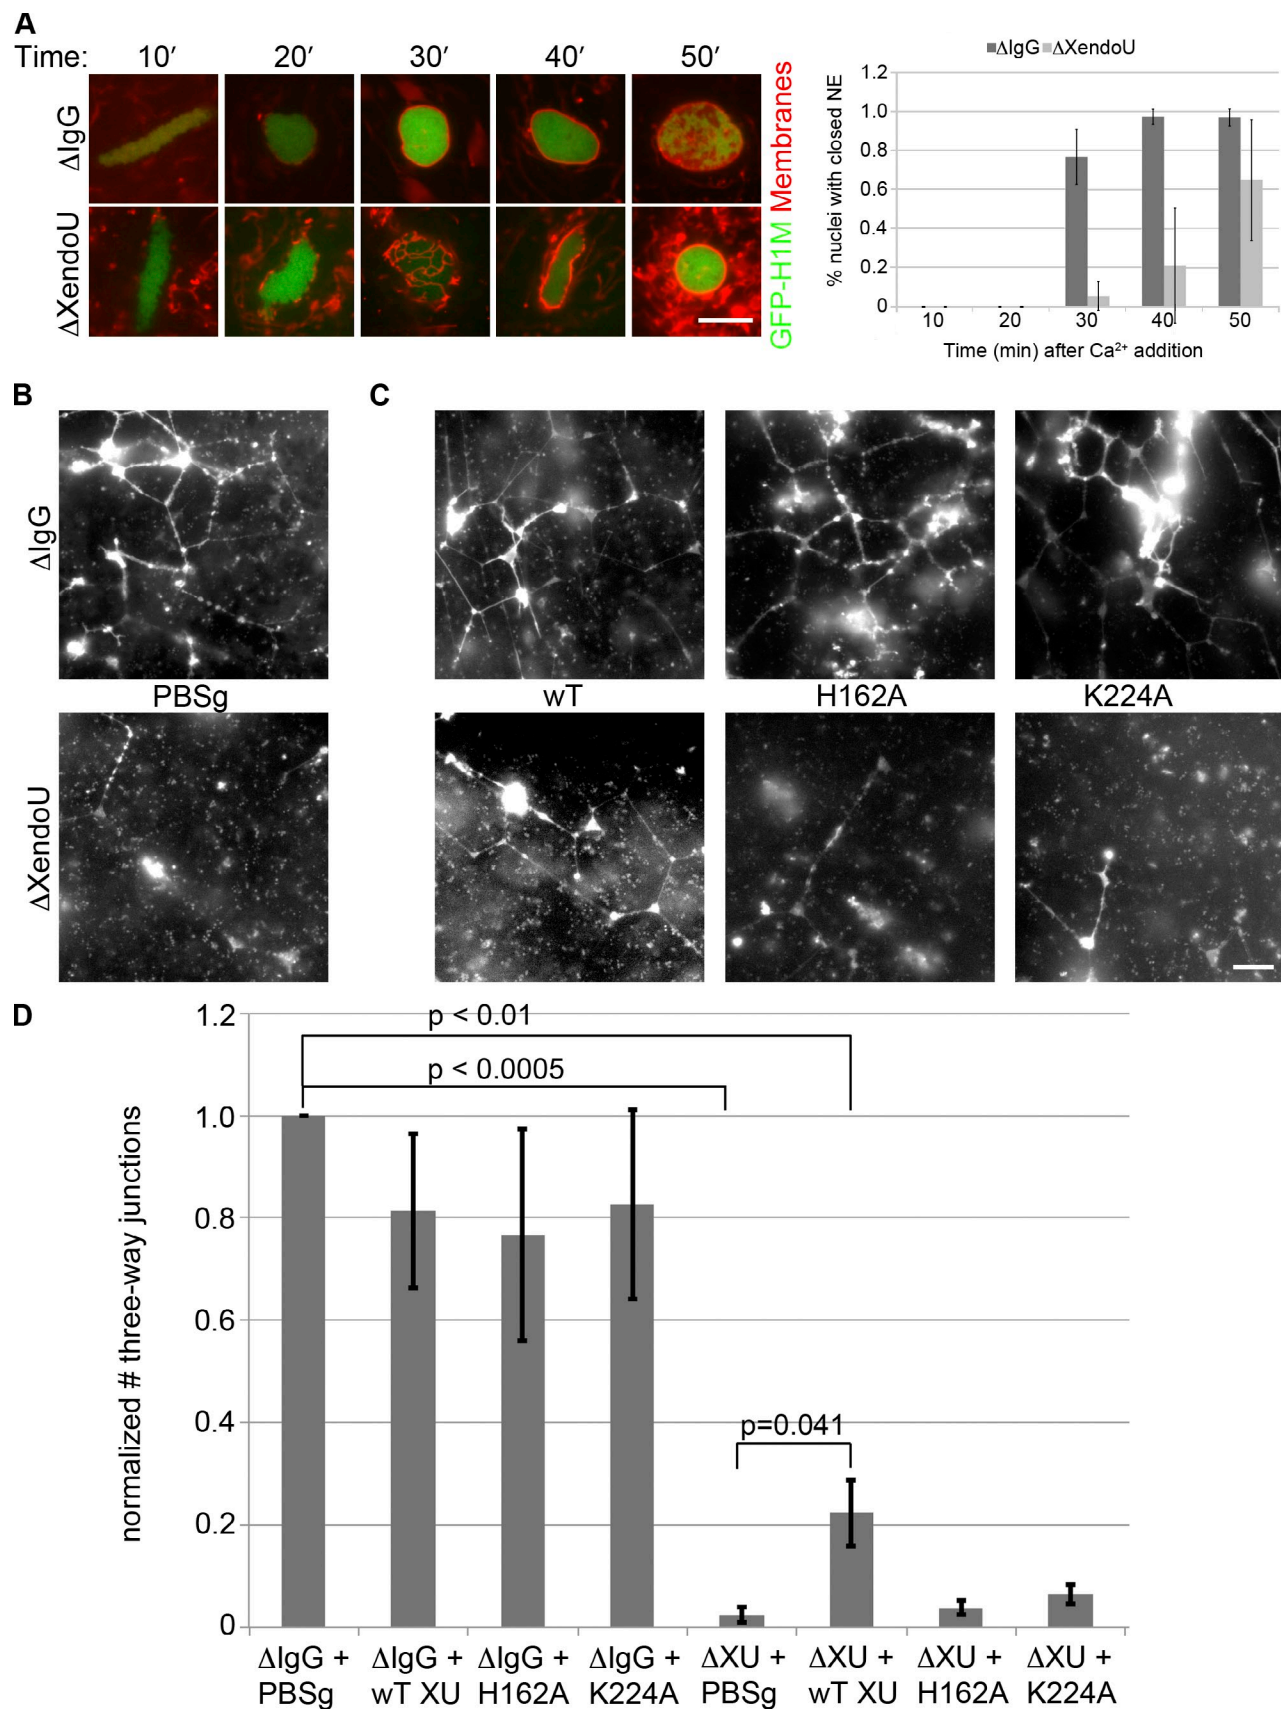 A
Time: 10′ 20′ 30′ 40′ 50′
ΔIgG
ΔXendoU
GFP-H1M Membranes
ΔIgG ΔXendoU
% nuclei with closed NE
1.2
1.0
0.8
0.6
0.4
0.2
0
10 20 30 40 50
Time (min) after Ca²⁺ addition
B
C
ΔIgG
PBSg wT H162A K224A
ΔXendoU
D
normalized # three-way junctions
1.2
1.0
0.8
0.6
0.4
0.2
0
p < 0.01
p < 0.0005
p=0.041
ΔIgG + ΔIgG + ΔIgG + ΔIgG + ΔXU + ΔXU + ΔXU + ΔXU +
PBSg wT XU H162A K224A PBSg wT XU H162A K224A